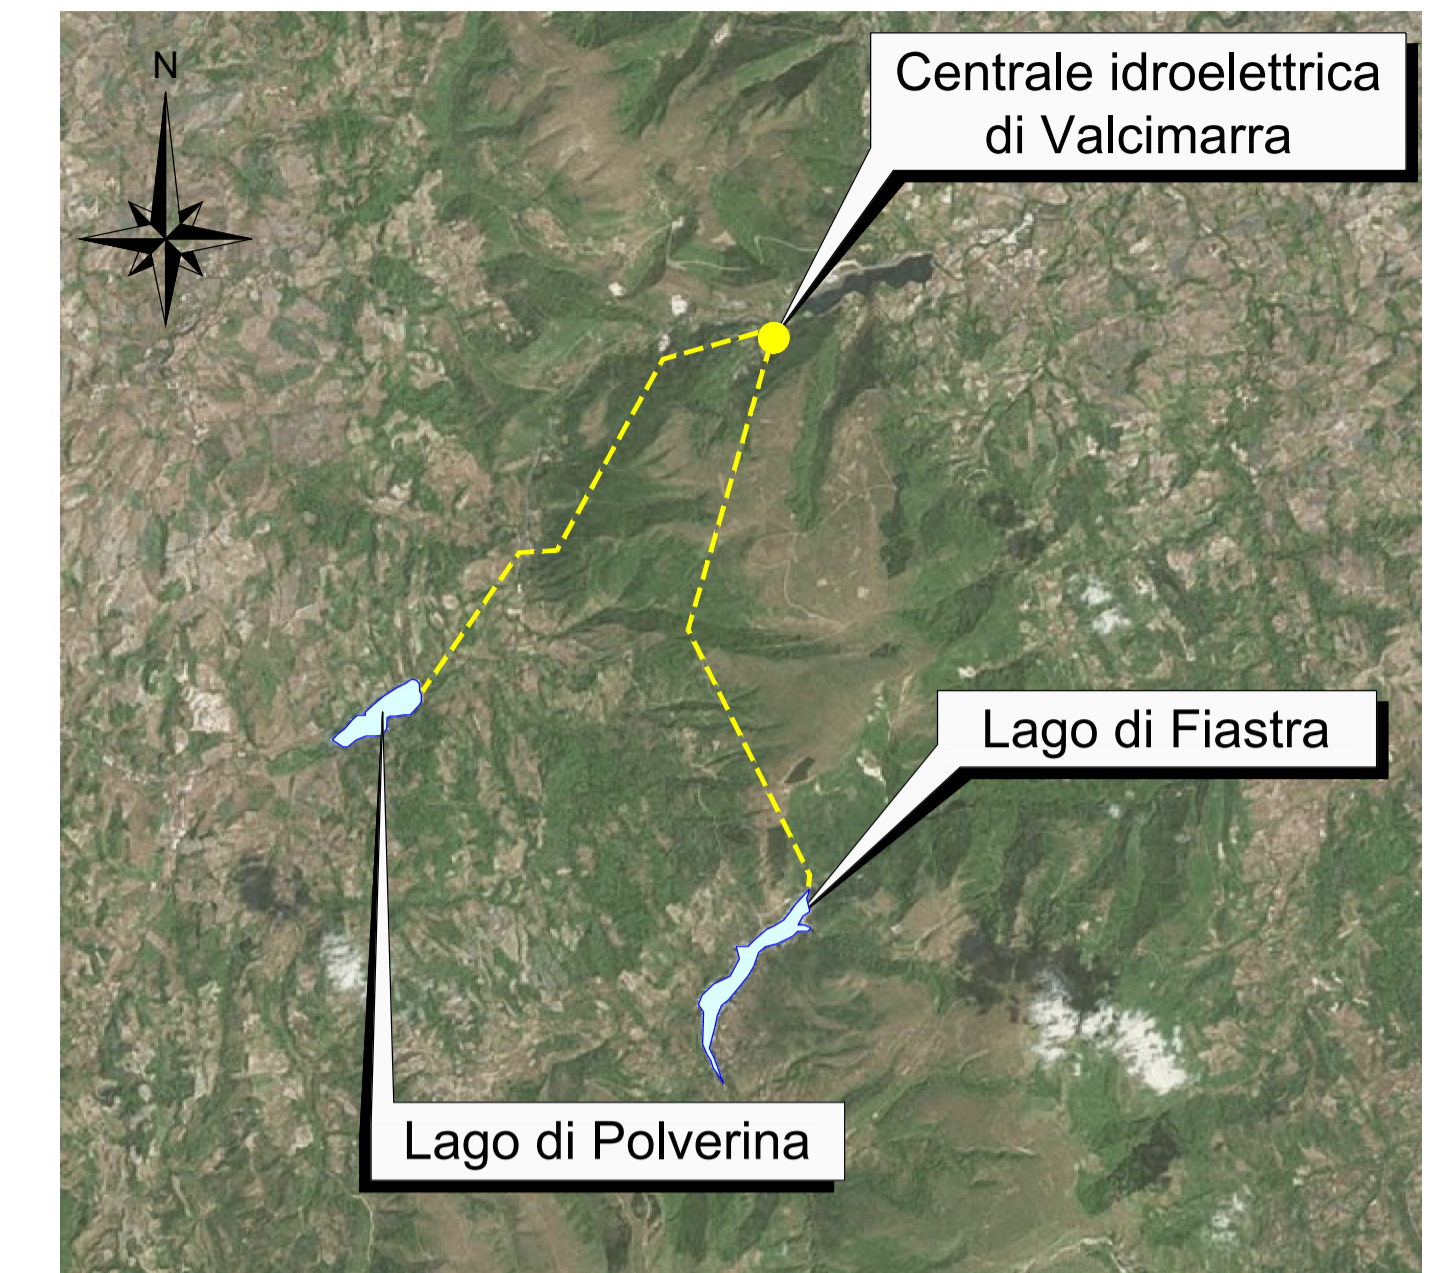 N
Centrale idroelettrica
di Valcimarra
Lago di Fiastra
Lago di Polverina